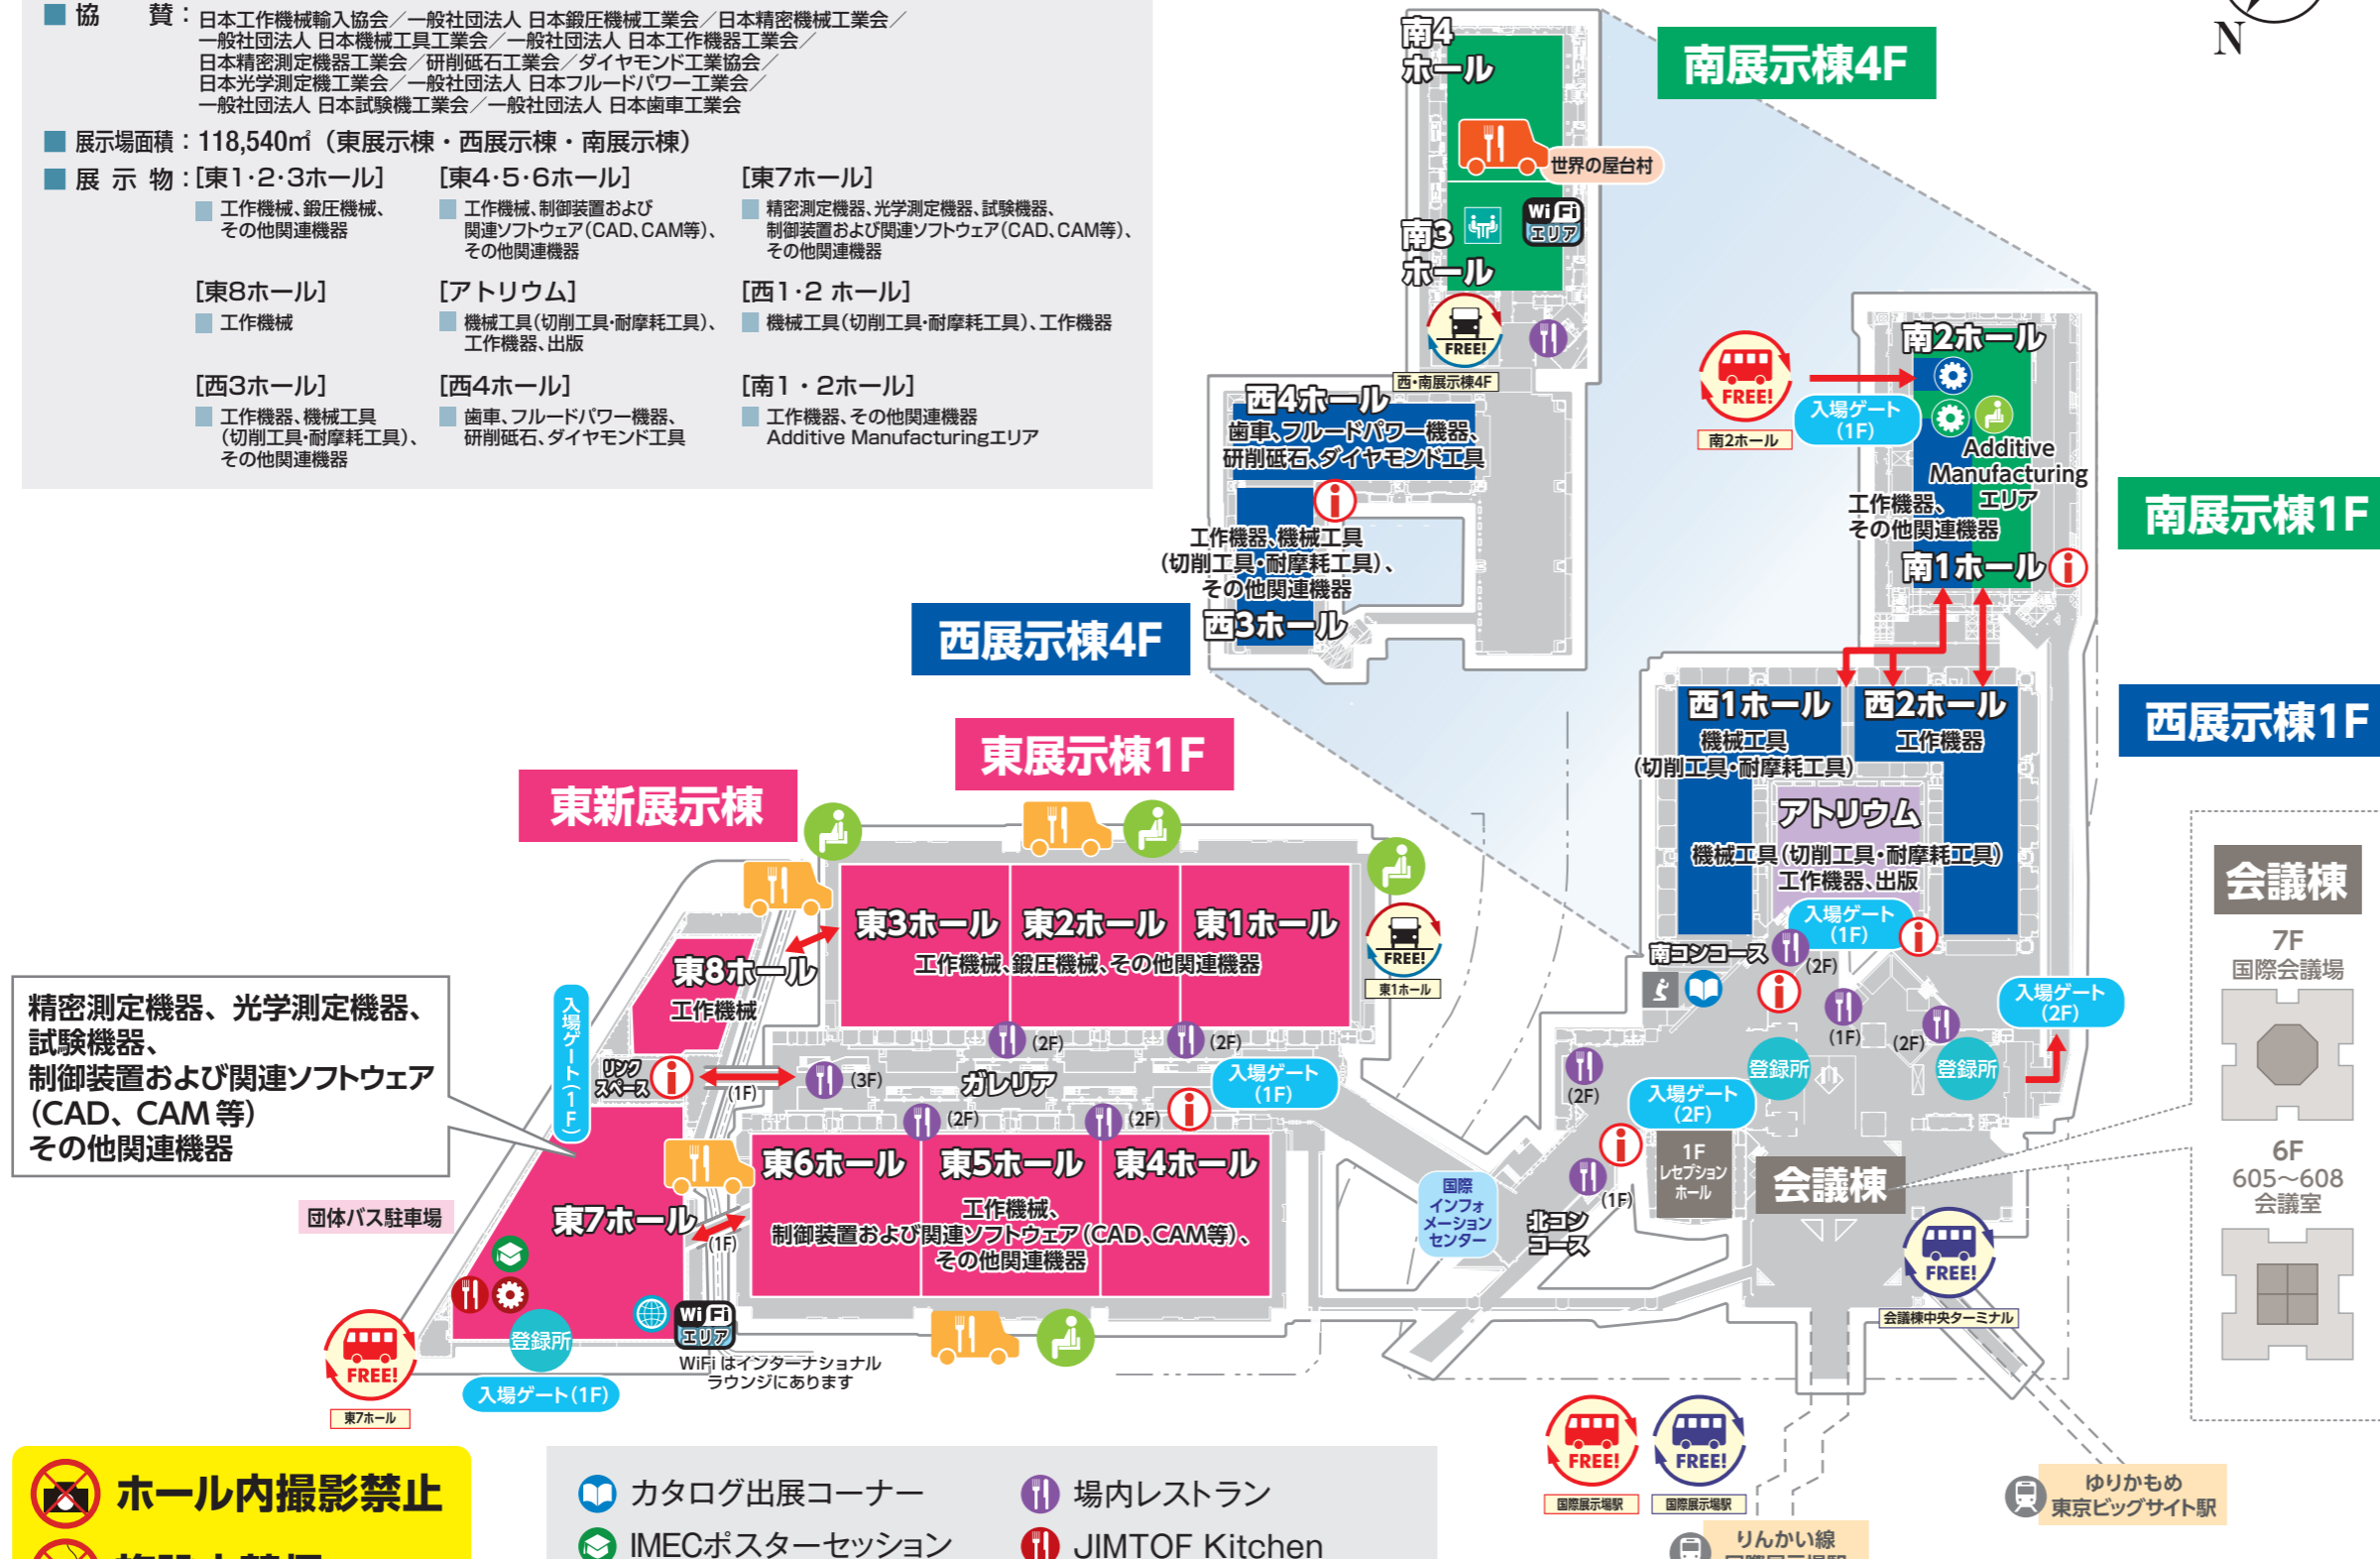 ■ 協　　賛：日本工作機械輸入協会／一般社団法人 日本鍛圧機械工業会／日本精密機械工業会／
一般社団法人 日本機械工具工業会／一般社団法人 日本工作機器工業会／
日本精密測定機器工業会／研削砥石工業会／ダイヤモンド工業協会／
日本光学測定機工業会／一般社団法人 日本フルードパワー工業会／
一般社団法人 日本試験機工業会／一般社団法人 日本歯車工業会
■ 展示場面積：118,540㎡（東展示棟・西展示棟・南展示棟）
■ 展 示 物：[東1・2・3ホール]
工作機械、鍛圧機械、
その他関連機器
[東4・5・6ホール]
工作機械、制御装置および
関連ソフトウェア（CAD、CAM等）、
その他関連機器
[東7ホール]
精密測定機器、光学測定機器、試験機器、
制御装置および関連ソフトウェア（CAD、CAM等）、
その他関連機器
[東8ホール]
工作機械
[アトリウム]
機械工具（切削工具・耐摩耗工具）、
工作機器、出版
[西1・2 ホール]
機械工具（切削工具・耐摩耗工具）、工作機器
[西3ホール]
工作機器、機械工具
（切削工具・耐摩耗工具）、
その他関連機器
[西4ホール]
歯車、フルードパワー機器、
研削砥石、ダイヤモンド工具
[南1・2ホール]
工作機器、その他関連機器
Additive Manufacturingエリア
N
南展示棟4F
南4
ホール
世界の屋台村
南3
ホール
Wi Fi
エリア
FREE!
西・南展示棟4F
西4ホール
歯車、フルードパワー機器、
研削砥石、ダイヤモンド工具
工作機器、機械工具
（切削工具・耐摩耗工具）、
その他関連機器
西3ホール
西展示棟4F
FREE!
南2ホール
入場ゲート
（1F）
南2ホール
Additive
Manufacturing
エリア
工作機器、
その他関連機器
南1ホール
南展示棟1F
西展示棟1F
西1ホール
機械工具
（切削工具・耐摩耗工具）
西2ホール
工作機器
アトリウム
機械工具（切削工具・耐摩耗工具）
工作機器、出版
入場ゲート
（1F）
南コンコース
（2F）
（1F）
（2F）
入場ゲート
（2F）
登録所
登録所
（2F）
入場ゲート
（2F）
1F
レセプション
ホール
会議棟
（1F）
北コン
コース
国際
インフォ
メーション
センター
FREE!
会議棟中央ターミナル
会議棟
7F
国際会議場
6F
605～608
会議室
東展示棟1F
東新展示棟
東3ホール
東2ホール
東1ホール
工作機械、鍛圧機械、その他関連機器
FREE!
東1ホール
東8ホール
工作機械
入場ゲート（1F）
リンク
スペース
（1F）
（3F）
（2F）
（2F）
ガレリア
（2F）
（2F）
入場ゲート
（1F）
東6ホール
東5ホール
東4ホール
工作機械、
制御装置および関連ソフトウェア（CAD、CAM等）、
その他関連機器
精密測定機器、光学測定機器、
試験機器、
制御装置および関連ソフトウェア
（CAD、CAM 等）
その他関連機器
団体バス駐車場
東7ホール
（1F）
登録所
Wi Fi
エリア
WiFi はインターナショナル
ラウンジにあります
入場ゲート（1F）
FREE!
東7ホール
FREE!
国際展示場駅
FREE!
国際展示場駅
ゆりかもめ
東京ビッグサイト駅
りんかい線
ホール内撮影禁止
カタログ出展コーナー
場内レストラン
IMECポスターセッション
JIMTOF Kitchen